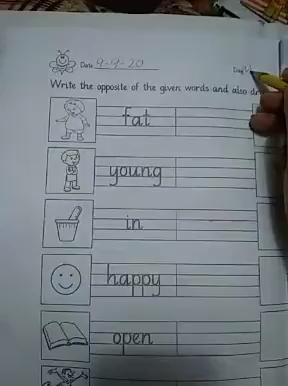 Date 9-9-20
Day
Write the opposite of the given words and also
fat
young
in
happy
open